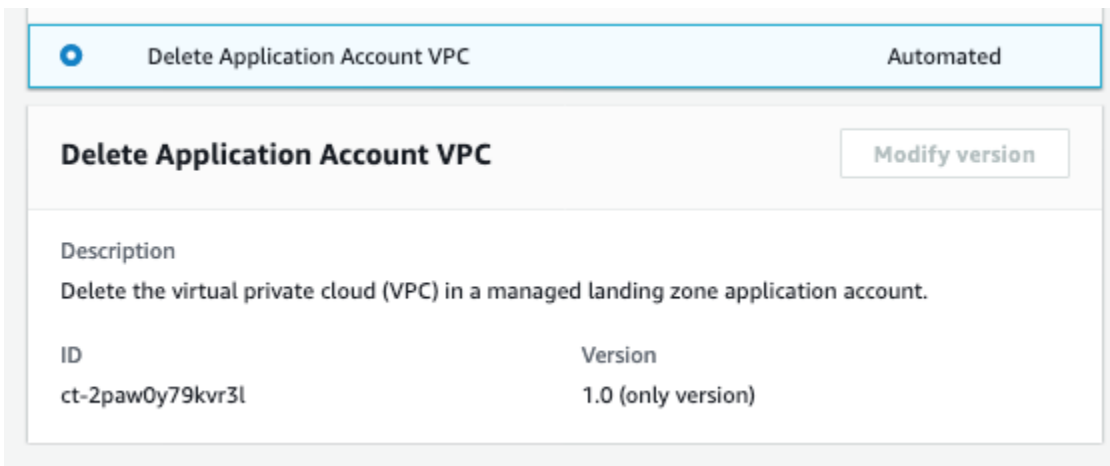 Delete Application Account VPC Automated
Delete Application Account VPC Modify version
Description
Delete the virtual private cloud (VPC) in a managed landing zone application account.
ID Version
ct-2paw0y79kvr3l 1.0 (only version)